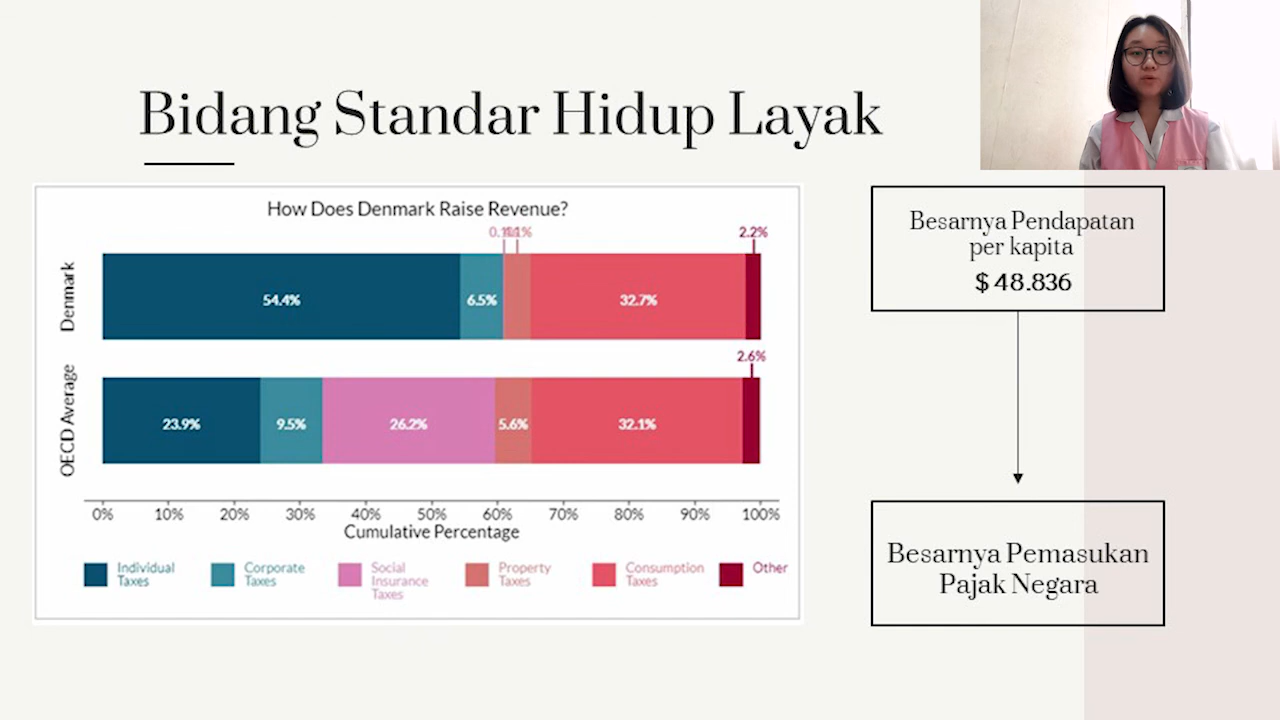 Bidang Standar Hidup Layak
How Does Denmark Raise Revenue?
2.2%
Denmark
54.4%
6.5%
32.7%
2.6%
OECD Average
23.9%
9.5%
26.2%
5.6%
32.1%
0%
10%
20%
30%
40%
50%
60%
70%
80%
90%
100%
Cumulative Percentage
Individual
Taxes
Corporate
Taxes
Social
Insurance
Taxes
Property
Taxes
Consumption
Taxes
Other
Besarnya Pendapatan
per kapita
$ 48.836
Besarnya Pemasukan
Pajak Negara